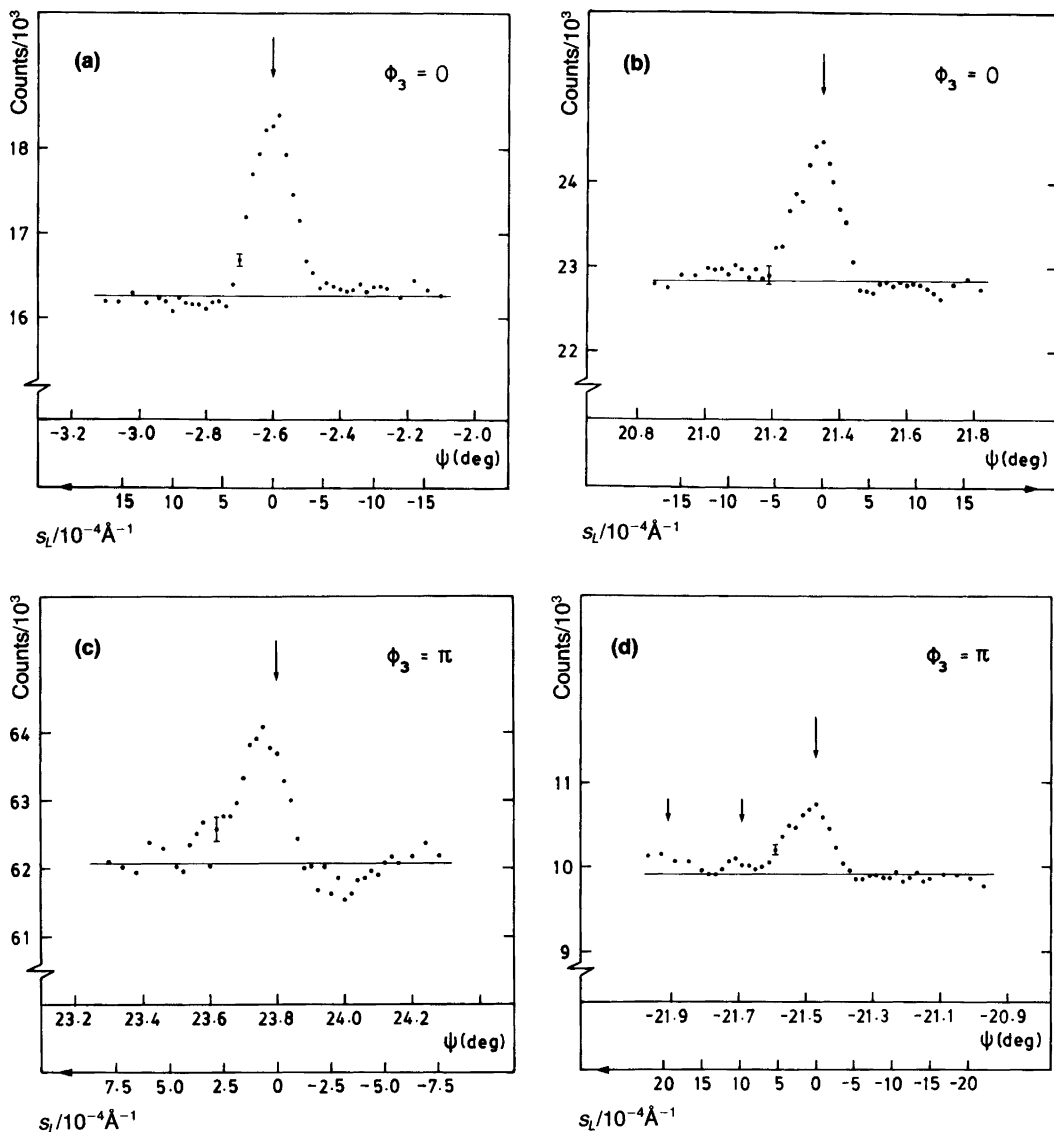 Counts/10³
(a)
Φ₃ = 0
18
17
16
-3.2 -3.0 -2.8 -2.6 -2.4 -2.2 -2.0
ψ(deg)
15 10 5 0 -5 -10 -15
s_L/10⁻⁴Å⁻¹
Counts/10³
(b)
Φ₃ = 0
24
23
22
20.8 21.0 21.2 21.4 21.6 21.8
ψ(deg)
-15 -10 -5 0 5 10 15
s_L/10⁻⁴Å⁻¹
Counts/10³
(c)
Φ₃ = π
64
63
62
61
23.2 23.4 23.6 23.8 24.0 24.2
ψ(deg)
7.5 5.0 2.5 0 -2.5 -5.0 -7.5
s_L/10⁻⁴Å⁻¹
Counts/10³
(d)
Φ₃ = π
11
10
9
-21.9 -21.7 -21.5 -21.3 -21.1 -20.9
ψ(deg)
20 15 10 5 0 -5 -10 -15 -20
s_L/10⁻⁴Å⁻¹